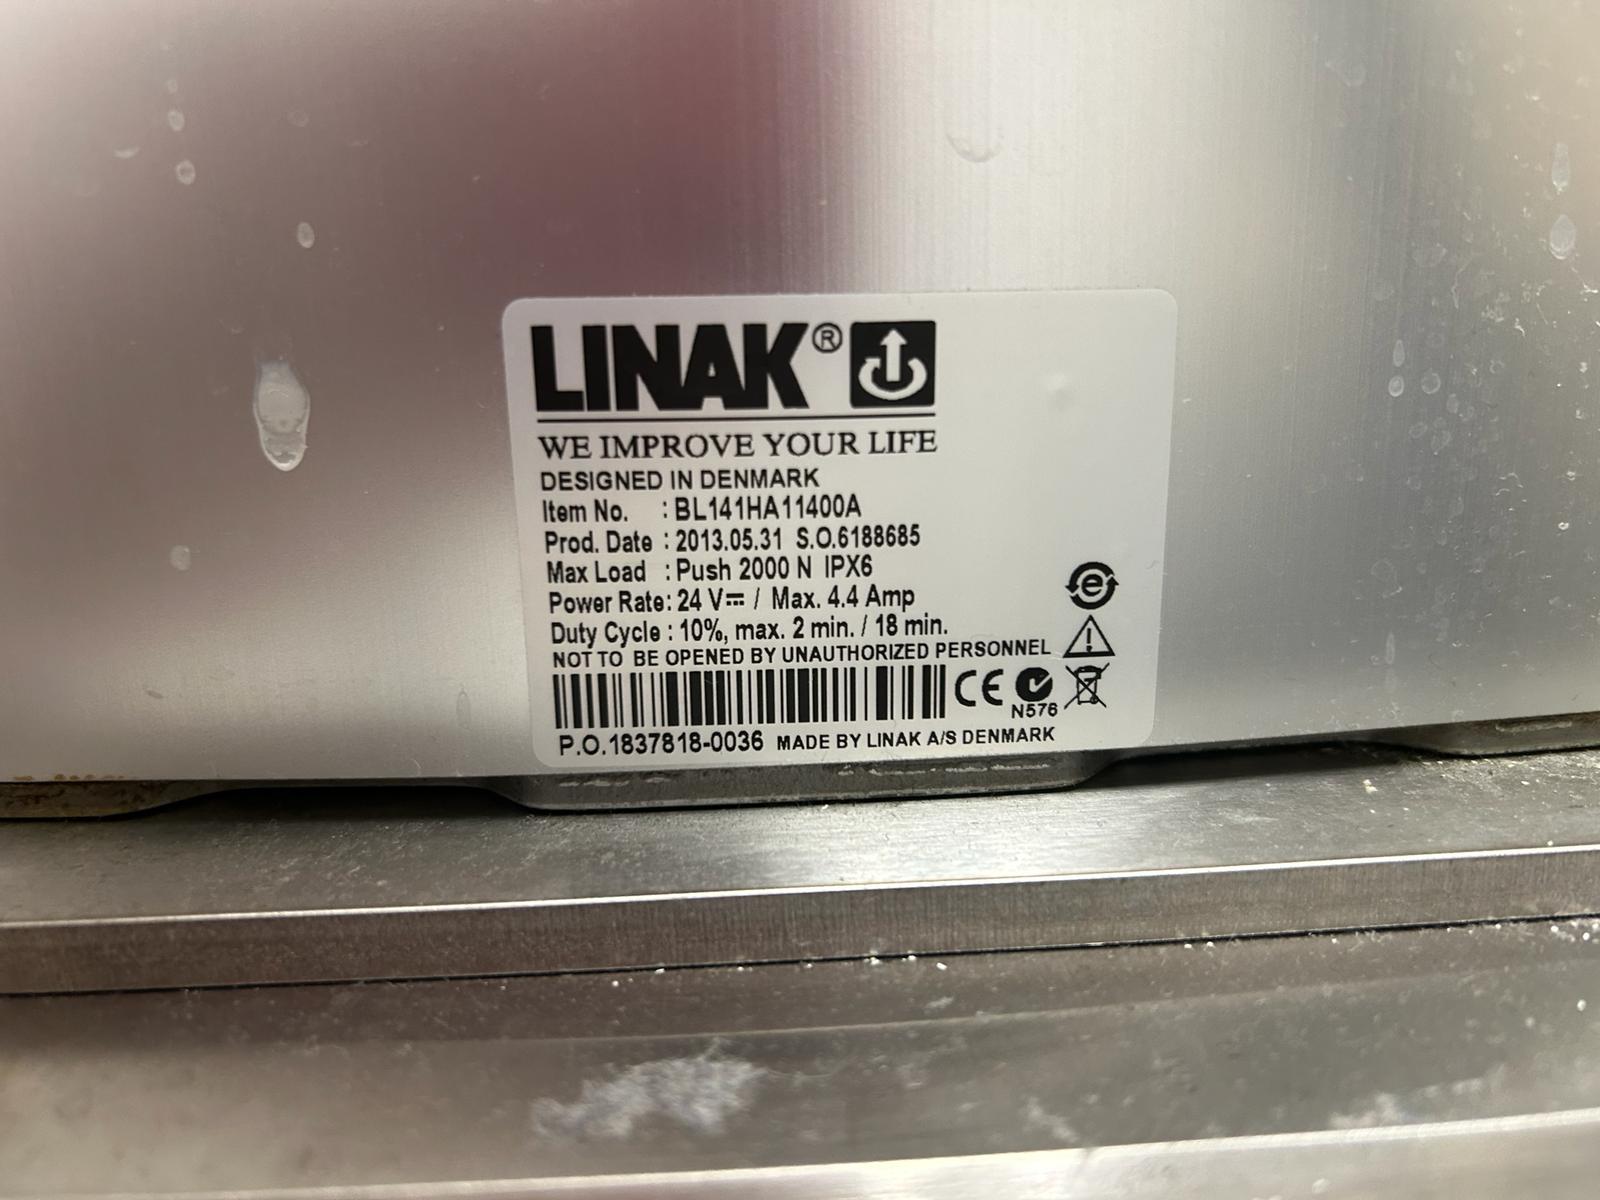 LINAK®
WE IMPROVE YOUR LIFE
DESIGNED IN DENMARK
Item No. : BL141HA11400A
Prod. Date : 2013.05.31 S.O.6188685
Max Load : Push 2000 N IPX6
Power Rate: 24 V⎓ / Max. 4.4 Amp
Duty Cycle : 10%, max. 2 min. / 18 min.
NOT TO BE OPENED BY UNAUTHORIZED PERSONNEL
CE
N576
P.O.1837818-0036 MADE BY LINAK A/S DENMARK